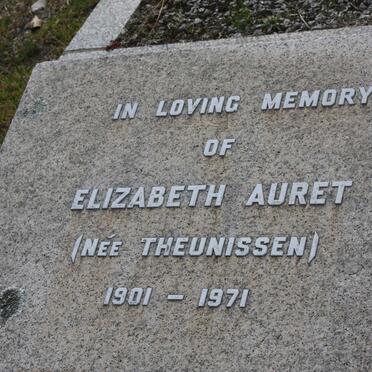 IN LOVING MEMORY
OF
ELIZABETH AURET
(NÉE THEUNISSEN)
1901 – 1971